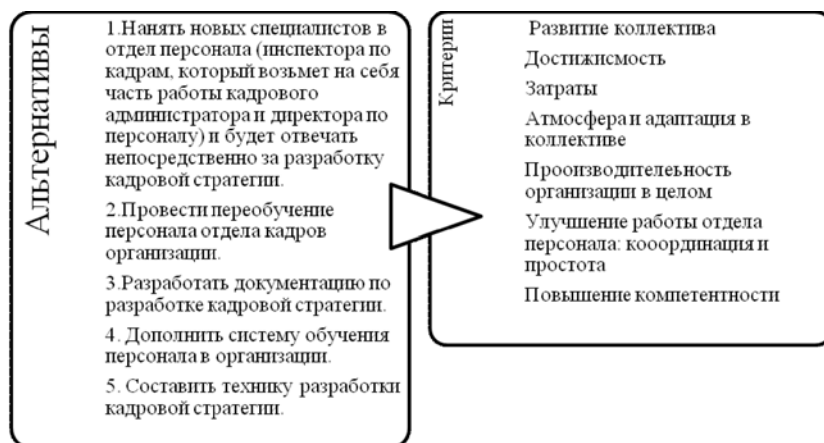 Альтернативы
1.Нанять новых специалистов в
отдел персонала (инспектора по
кадрам, который возьмет на себя
часть работы кадрового
администратора и директора по
персоналу) и будет отвечать
непосредственно за разработку
кадровой стратегии.
2.Провести переобучение
персонала отдела кадров
организации.
3.Разработать документацию по
разработке кадровой стратегии.
4. Дополнить систему обучения
персонала в организации.
5. Составить технику разработки
кадровой стратегии.
Критерии
Развитие коллектива
Достижисмость
Затраты
Атмосфера и адаптация в
коллективе
Прооизводителеьность
организации в целом
Улучшение работы отдела
персонала: кооординация и
простота
Повышение компетентности